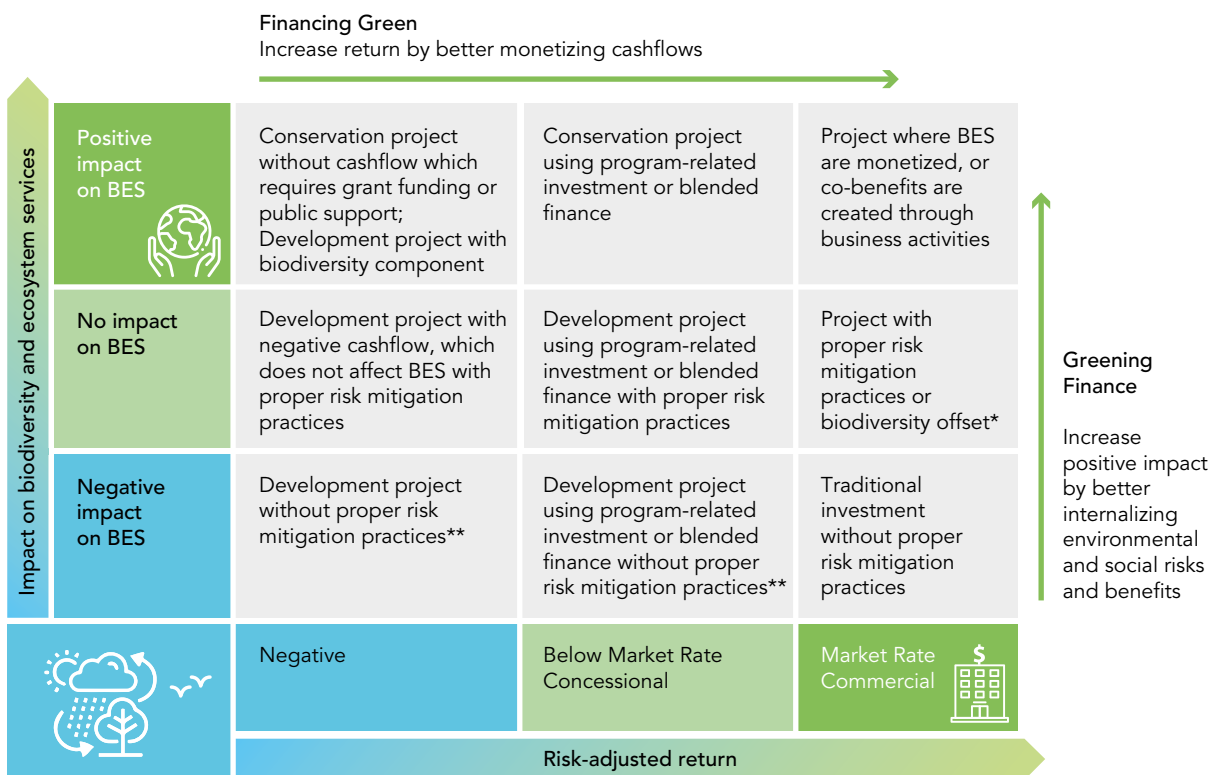 Financing Green
Increase return by better monetizing cashflows
Impact on biodiversity and ecosystem services
Positive
impact
on BES
Conservation project
without cashflow which
requires grant funding or
public support;
Development project with
biodiversity component
Conservation project
using program-related
investment or blended
finance
Project where BES
are monetized, or
co-benefits are
created through
business activities
No impact
on BES
Development project with
negative cashflow, which
does not affect BES with
proper risk mitigation
practices
Development project
using program-related
investment or blended
finance with proper risk
mitigation practices
Project with
proper risk
mitigation
practices or
biodiversity offset*
Negative
impact
on BES
Development project
without proper risk
mitigation practices**
Development project
using program-related
investment or blended
finance without proper
risk mitigation practices**
Traditional
investment
without proper
risk mitigation
practices
Greening
Finance
Increase
positive impact
by better
internalizing
environmental
and social risks
and benefits
Negative
Below Market Rate
Concessional
Market Rate
Commercial
$
Risk-adjusted return